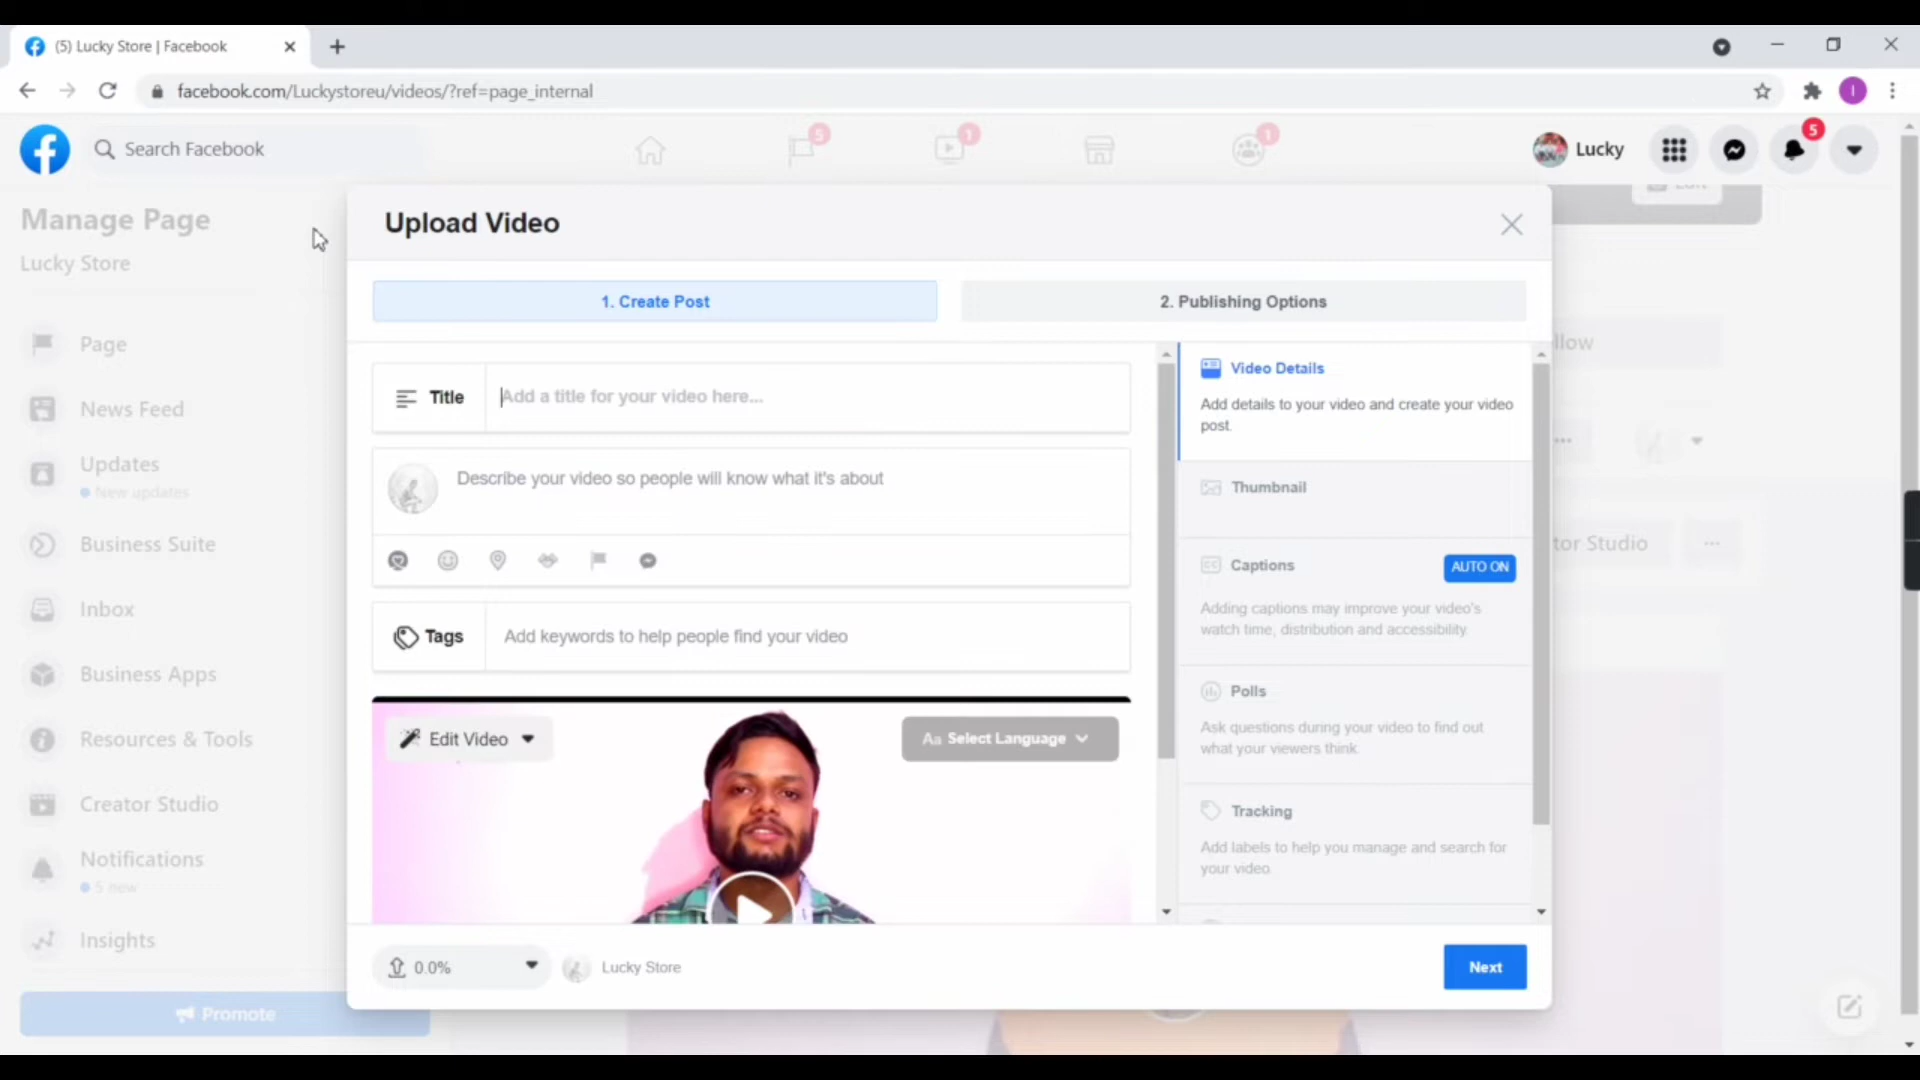 (5) Lucky Store | Facebook
facebook.com/Luckystoreu/videos/?ref=page_internal
I
Search Facebook
5
1
1
Lucky
5
Manage Page
Lucky Store
Page
News Feed
Updates
New updates
Business Suite
Inbox
Business Apps
Resources & Tools
Creator Studio
Notifications
5 new
Insights
Promote
Upload Video
1. Create Post
2. Publishing Options
Title
Add a title for your video here...
Describe your video so people will know what it's about
Tags
Add keywords to help people find your video
Edit Video
Aa Select Language
Video Details
Add details to your video and create your video
post.
Thumbnail
CC Captions
AUTO ON
Adding captions may improve your video's
watch time, distribution and accessibility.
Polls
Ask questions during your video to find out
what your viewers think.
Tracking
Add labels to help you manage and search for
your video
0.0%
Lucky Store
Next
llow
tor Studio